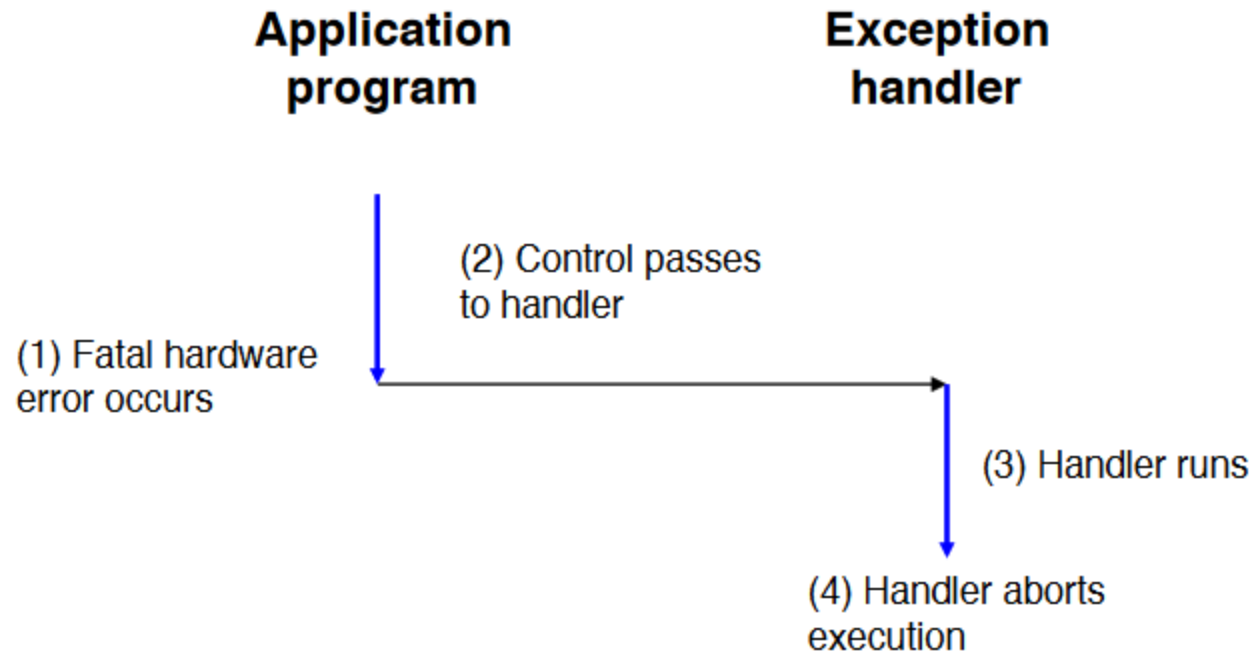 Application
program
Exception
handler
(2) Control passes
to handler
(1) Fatal hardware
error occurs
(3) Handler runs
(4) Handler aborts
execution